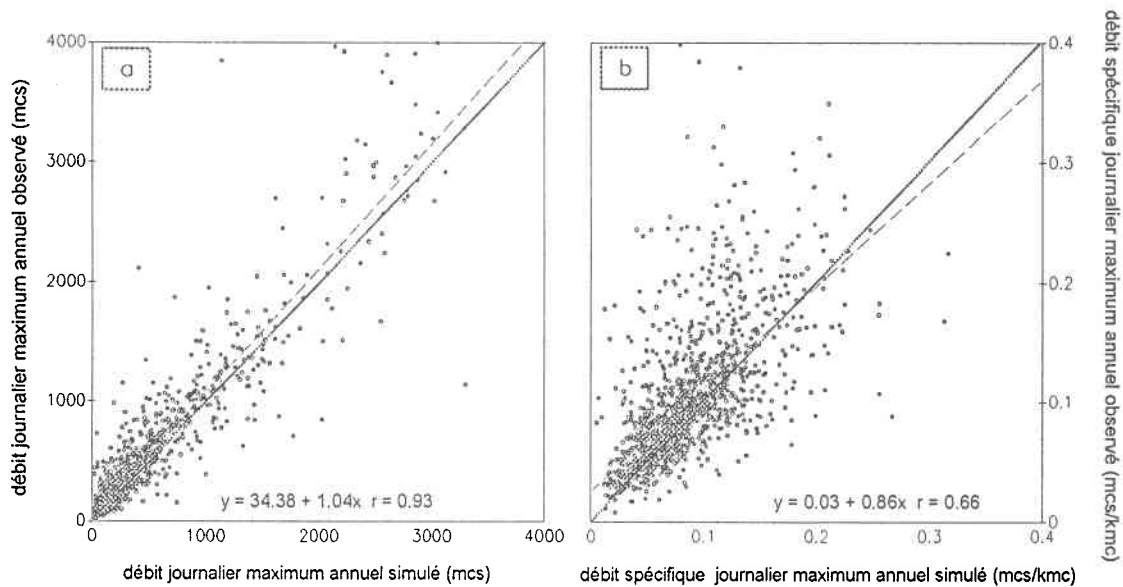 débit journalier maximum annuel observé (mcs)
4000
3000
2000
1000
0
a
y = 34.38 + 1.04x r = 0.93
0 1000 2000 3000 4000
débit journalier maximum annuel simulé (mcs)
b
y = 0.03 + 0.86x r = 0.66
0 0.1 0.2 0.3 0.4
débit spécifique journalier maximum annuel simulé (mcs/kmc)
0.4
0.3
0.2
0.1
0
débit spécifique journalier maximum annuel observé (mcs/kmc)